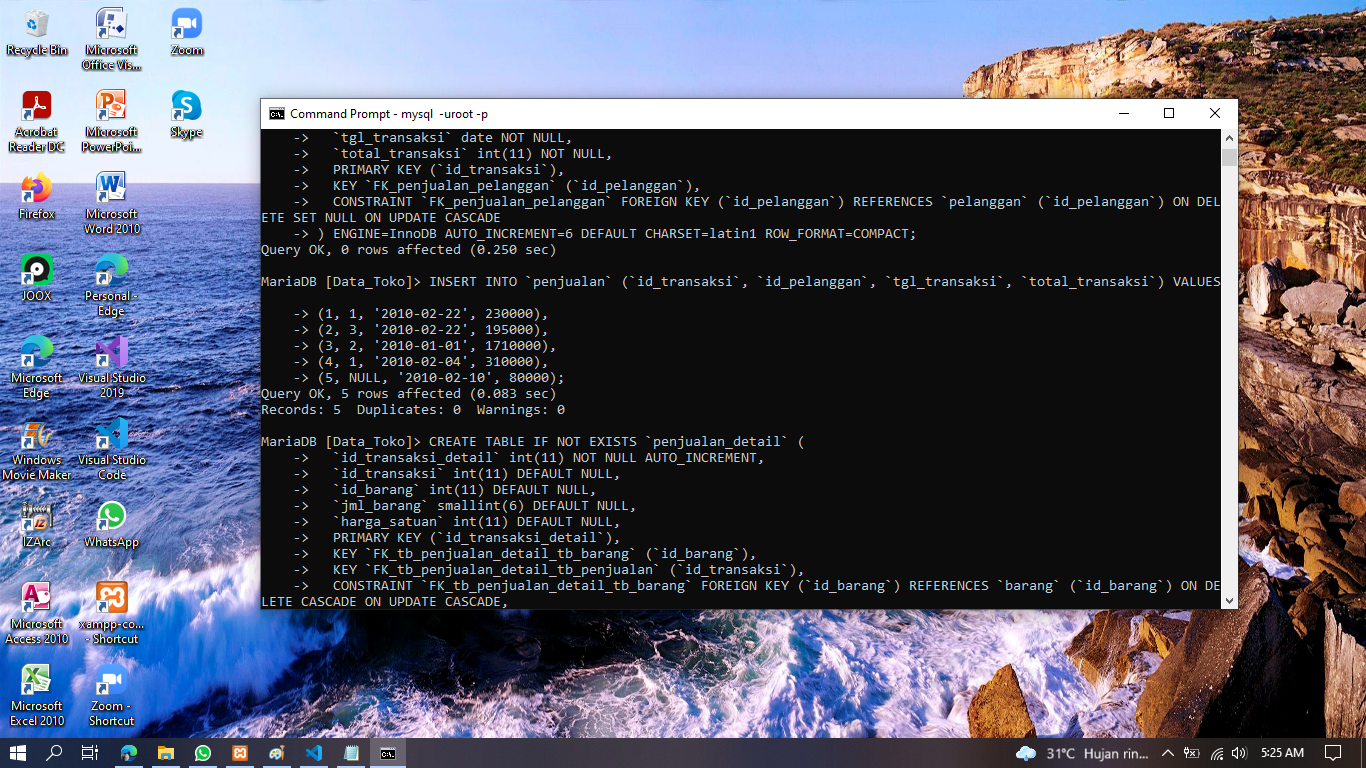 Recycle Bin
Microsoft
Office Vis...
Zoom
Acrobat
Reader DC
Microsoft
PowerPoi...
Skype
Firefox
Microsoft
Word 2010
JOOX
Personal -
Edge
Microsoft
Edge
Visual Studio
2019
Windows
Movie Maker
Visual Studio
Code
IZArc
WhatsApp
Microsoft
Access 2010
xampp-co...
- Shortcut
Microsoft
Excel 2010
Zoom -
Shortcut
Command Prompt - mysql -uroot -p
-> `tgl_transaksi` date NOT NULL,
-> `total_transaksi` int(11) NOT NULL,
-> PRIMARY KEY (`id_transaksi`),
-> KEY `FK_penjualan_pelanggan` (`id_pelanggan`),
-> CONSTRAINT `FK_penjualan_pelanggan` FOREIGN KEY (`id_pelanggan`) REFERENCES `pelanggan` (`id_pelanggan`) ON DEL
ETE SET NULL ON UPDATE CASCADE
-> ) ENGINE=InnoDB AUTO_INCREMENT=6 DEFAULT CHARSET=latin1 ROW_FORMAT=COMPACT;
Query OK, 0 rows affected (0.250 sec)
MariaDB [Data_Toko]> INSERT INTO `penjualan` (`id_transaksi`, `id_pelanggan`, `tgl_transaksi`, `total_transaksi`) VALUES
-> (1, 1, '2010-02-22', 230000),
-> (2, 3, '2010-02-22', 195000),
-> (3, 2, '2010-01-01', 1710000),
-> (4, 1, '2010-02-04', 310000),
-> (5, NULL, '2010-02-10', 80000);
Query OK, 5 rows affected (0.083 sec)
Records: 5 Duplicates: 0 Warnings: 0
MariaDB [Data_Toko]> CREATE TABLE IF NOT EXISTS `penjualan_detail` (
-> `id_transaksi_detail` int(11) NOT NULL AUTO_INCREMENT,
-> `id_transaksi` int(11) DEFAULT NULL,
-> `id_barang` int(11) DEFAULT NULL,
-> `jml_barang` smallint(6) DEFAULT NULL,
-> `harga_satuan` int(11) DEFAULT NULL,
-> PRIMARY KEY (`id_transaksi_detail`),
-> KEY `FK_tb_penjualan_detail_tb_barang` (`id_barang`),
-> KEY `FK_tb_penjualan_detail_tb_penjualan` (`id_transaksi`),
-> CONSTRAINT `FK_tb_penjualan_detail_tb_barang` FOREIGN KEY (`id_barang`) REFERENCES `barang` (`id_barang`) ON DE
LETE CASCADE ON UPDATE CASCADE,
31°C Hujan rin...
5:25 AM